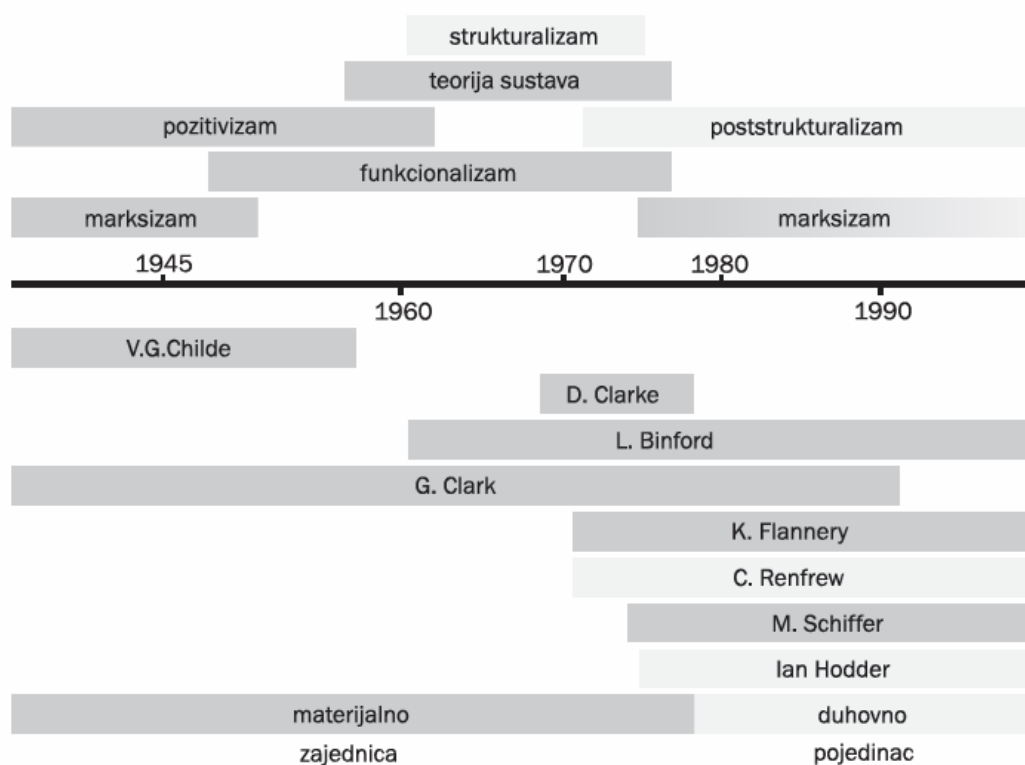 strukturalizam
teorija sustava
pozitivizam
poststrukturalizam
funkcionalizam
marksizam
marksizam
1945
1970
1980
1960
1990
V.G.Childe
D. Clarke
L. Binford
G. Clark
K. Flannery
C. Renfrew
M. Schiffer
Ian Hodder
materijalno
duhovno
zajednica
pojedinac